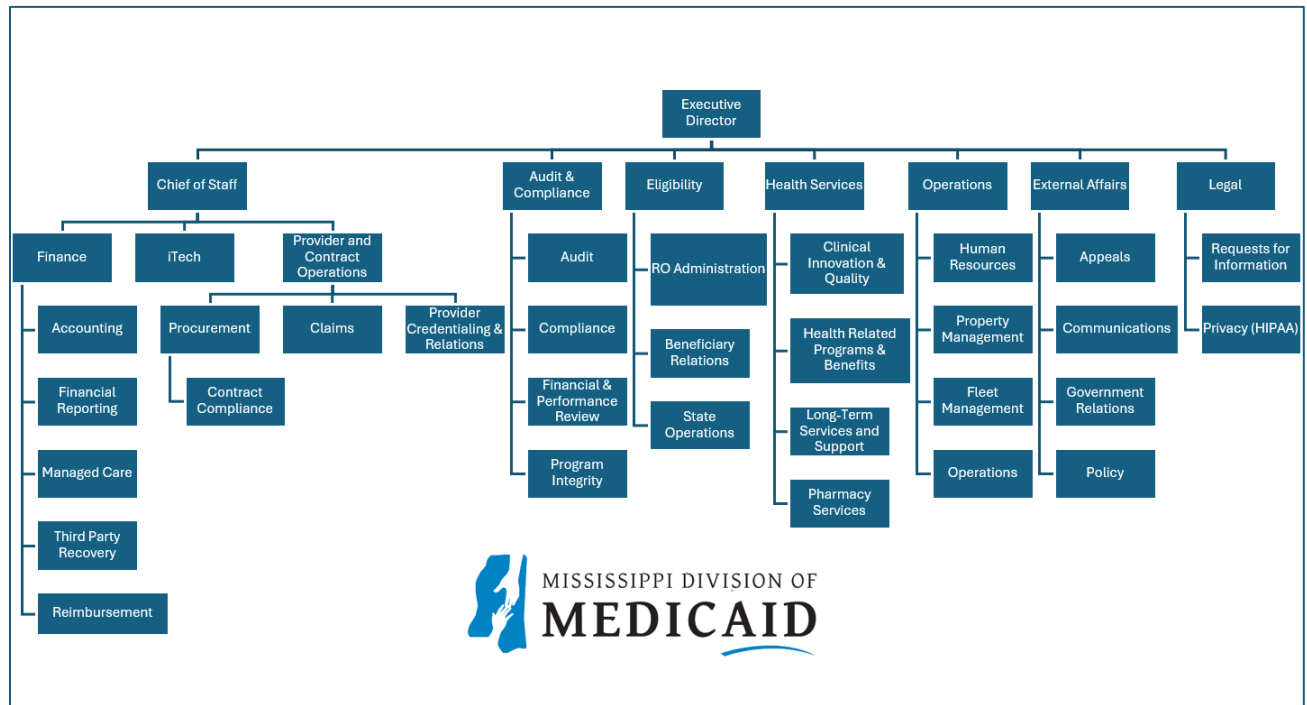 Executive
Director
Chief of Staff
Audit &
Compliance
Eligibility
Health Services
Operations
External Affairs
Legal
Finance
iTech
Provider and
Contract
Operations
Audit
RO Administration
Clinical
Innovation &
Quality
Human
Resources
Appeals
Requests for
Information
Accounting
Procurement
Claims
Provider
Credentialing &
Relations
Compliance
Beneficiary
Relations
Health Related
Programs &
Benefits
Property
Management
Communications
Privacy (HIPAA)
Financial
Reporting
Contract
Compliance
Financial &
Performance
Review
State
Operations
Long-Term
Services and
Support
Fleet
Management
Government
Relations
Managed Care
Program
Integrity
Pharmacy
Services
Operations
Policy
Third Party
Recovery
Reimbursement
MISSISSIPPI DIVISION OF
MEDICAID